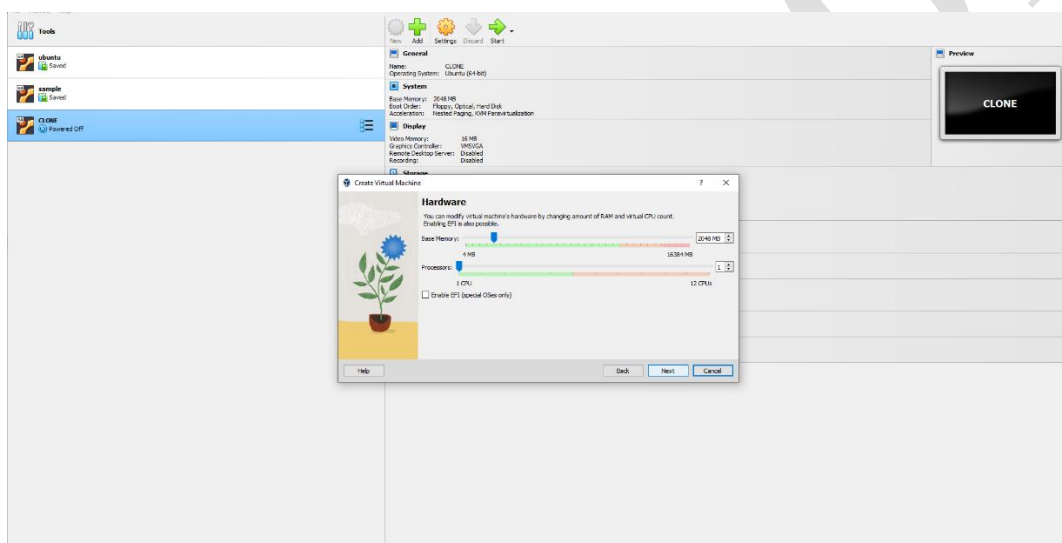 Tools
New Add Settings Discard Start
ubuntu
Saved
sample
Saved
CLONE
Powered Off
General
Name: CLONE
Operating System: Ubuntu (64-bit)
System
Base Memory: 2048 MB
Boot Order: Floppy, Optical, Hard Disk
Acceleration: Nested Paging, KVM Paravirtualization
Display
Video Memory: 16 MB
Graphics Controller: VMSVGA
Remote Desktop Server: Disabled
Recording: Disabled
Storage
Preview
CLONE
Create Virtual Machine
Hardware
You can modify virtual machine's hardware by changing amount of RAM and virtual CPU count.
Enabling EFI is also possible.
Base Memory: 2048 MB
4 MB 16384 MB
Processors: 1
1 CPU 12 CPUs
Enable EFI (special OSes only)
Help Back Next Cancel